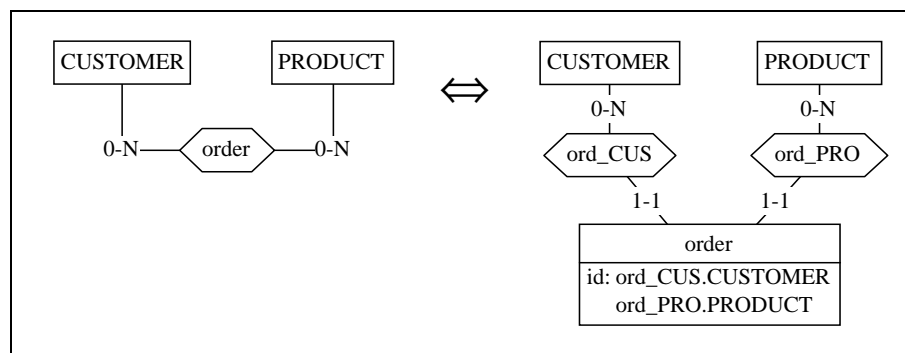 CUSTOMER PRODUCT
0-N order 0-N
⇔
CUSTOMER PRODUCT
0-N 0-N
ord_CUS ord_PRO
1-1 1-1
order
id: ord_CUS.CUSTOMER
ord_PRO.PRODUCT